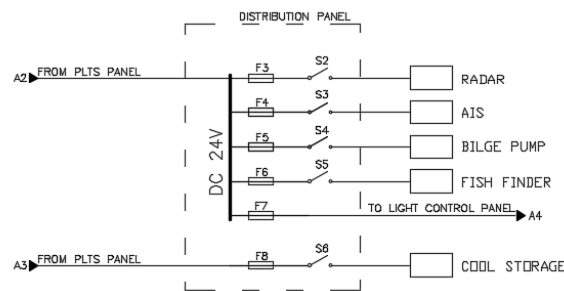 DISTRIBUTION PANEL
A2 FROM PLTS PANEL F3 S2 RADAR
F4 S3 AIS
F5 S4 BILGE PUMP
F6 S5 FISH FINDER
DC 24V
F7 TO LIGHT CONTROL PANEL A4
A3 FROM PLTS PANEL F8 S6 COOL STORAGE